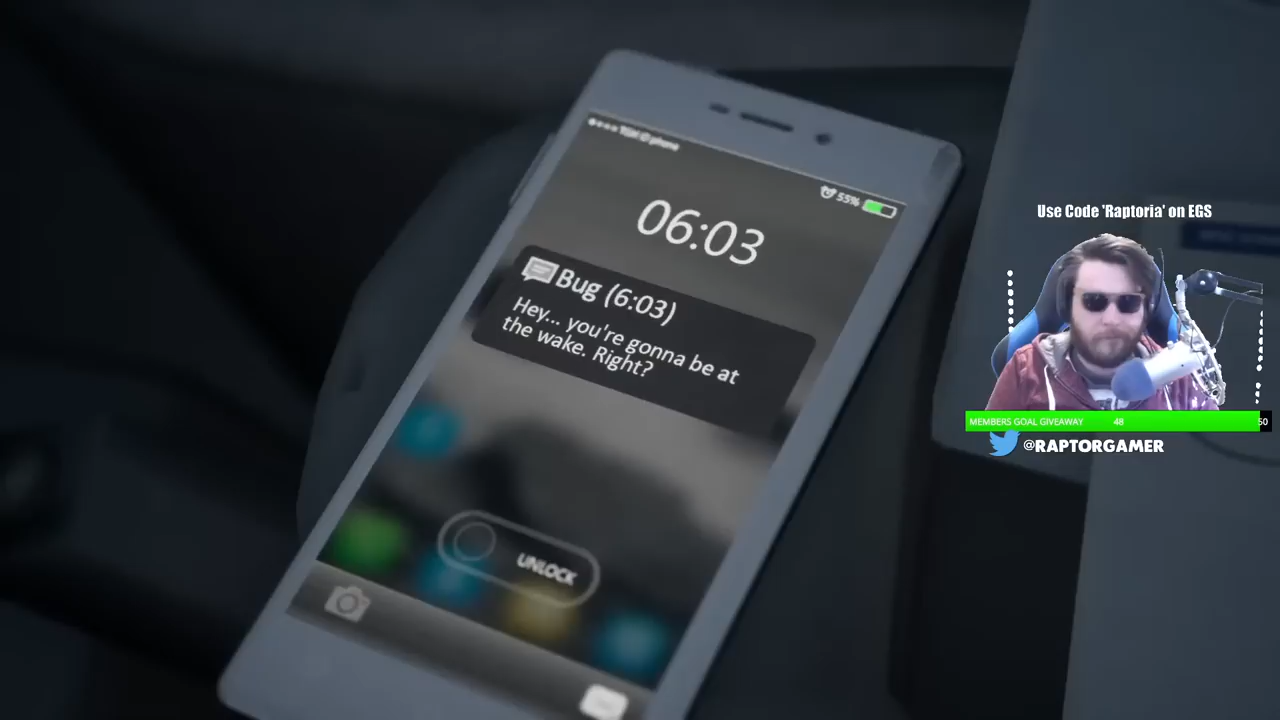 55%
06:03
Bug (6:03)
Hey... you're gonna be at
the wake. Right?
UNLOCK
Use Code 'Raptoria' on EGS
MEMBERS GOAL GIVEAWAY 48 50
@RAPTORGAMER